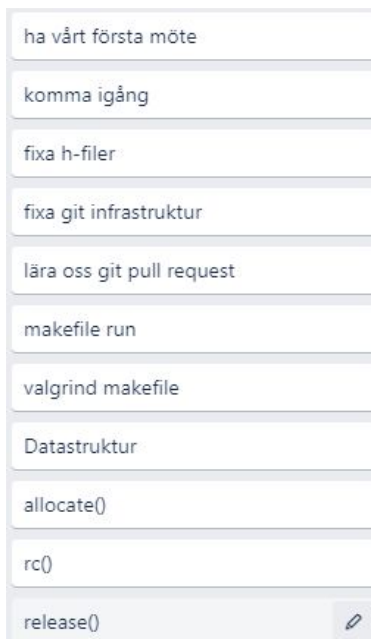 ha vårt första möte
komma igång
fixa h-filer
fixa git infrastruktur
lära oss git pull request
makefile run
valgrind makefile
Datastruktur
allocate()
rc()
release()